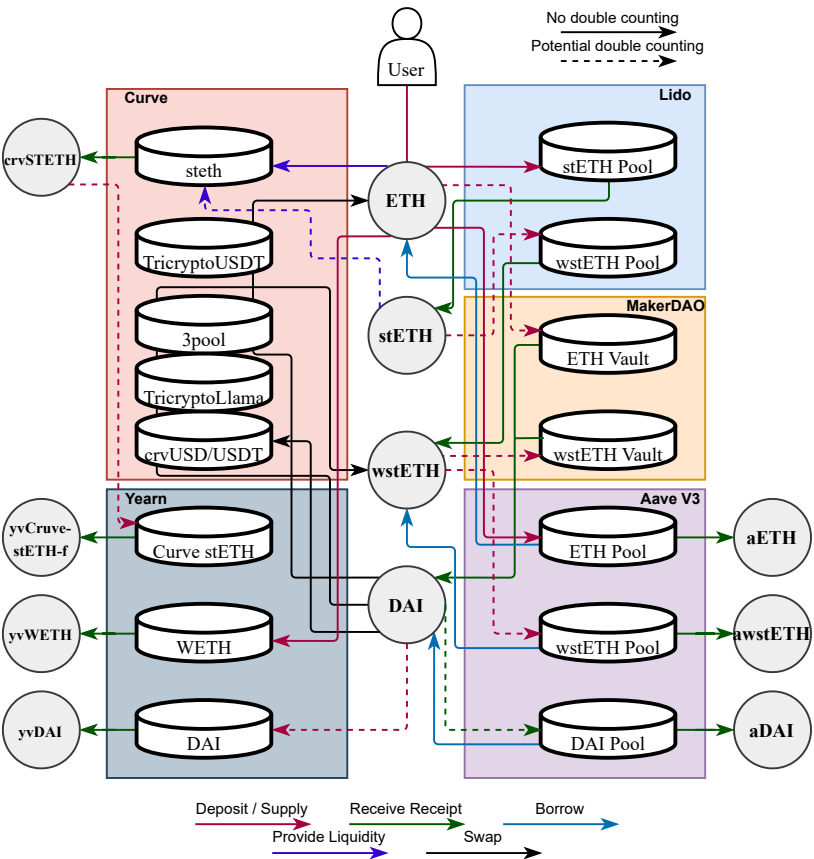 No double counting
Potential double counting
User
Curve
Lido
crvSTETH
steth
ETH
stETH Pool
TricryptoUSDT
wstETH Pool
MakerDAO
3pool
stETH
ETH Vault
TricryptoLlama
crvUSD/USDT
wstETH
wstETH Vault
Yearn
Aave V3
yvCruve-
stETH-f
Curve stETH
ETH Pool
aETH
DAI
yvWETH
WETH
wstETH Pool
awstETH
yvDAI
DAI
DAI Pool
aDAI
Deposit / Supply
Receive Receipt
Borrow
Provide Liquidity
Swap